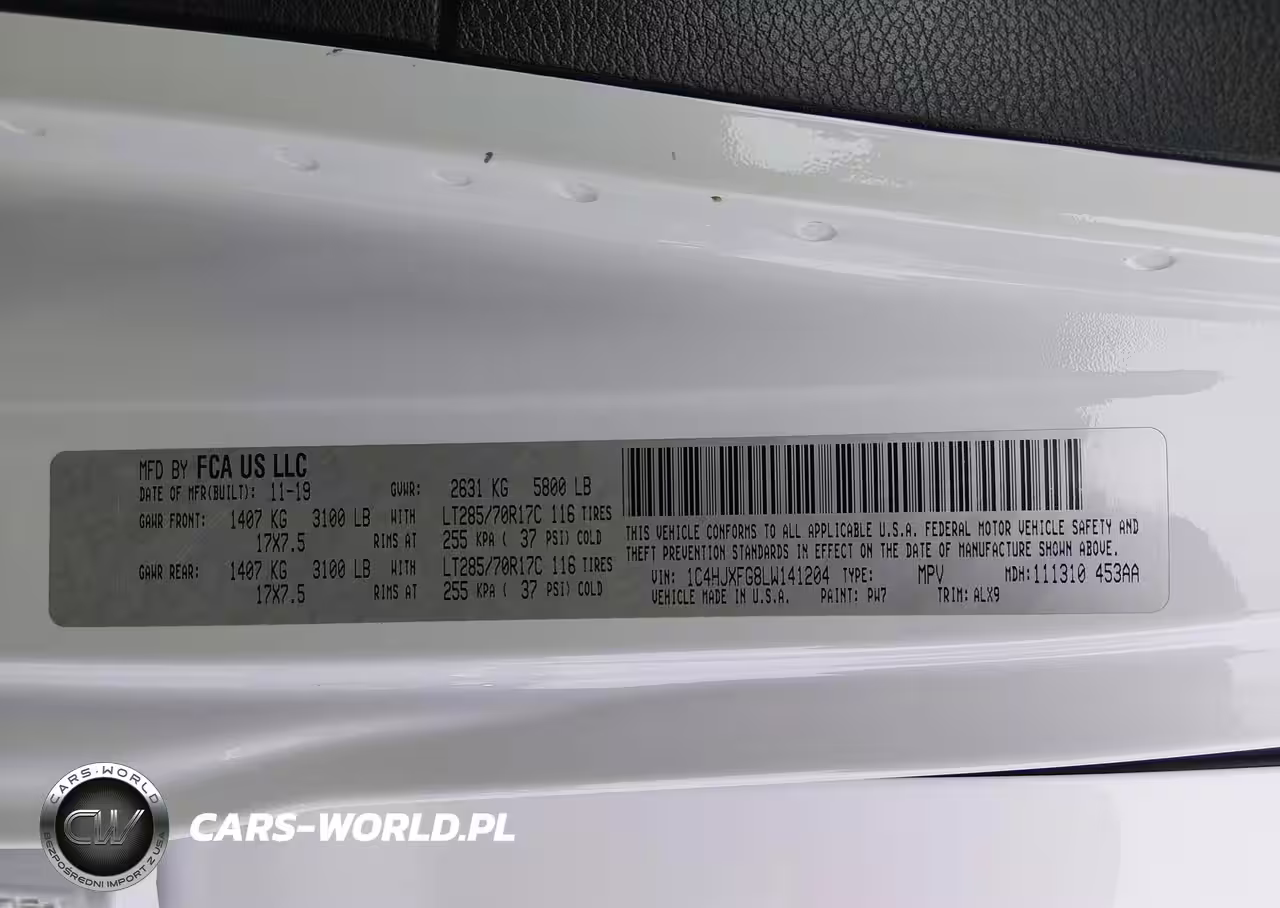 MFD BY FCA US LLC
DATE OF MFR(BUILT): 11-19 GVWR: 2631 KG 5800 LB
GAWR FRONT: 1407 KG 3100 LB WITH LT285/70R17C 116 TIRES
17X7.5 RIMS AT 255 KPA ( 37 PSI) COLD
GAWR REAR: 1407 KG 3100 LB WITH LT285/70R17C 116 TIRES
17X7.5 RIMS AT 255 KPA ( 37 PSI) COLD
THIS VEHICLE CONFORMS TO ALL APPLICABLE U.S.A. FEDERAL MOTOR VEHICLE SAFETY AND
THEFT PREVENTION STANDARDS IN EFFECT ON THE DATE OF MANUFACTURE SHOWN ABOVE.
VIN: 1C4HJXFG8LW141204 TYPE: MPV MDH: 111310 453AA
VEHICLE MADE IN U.S.A. PAINT: PW7 TRIM: ALX9
CARS-WORLD
CW
BEZPOŚREDNI IMPORT Z USA
CARS-WORLD.PL